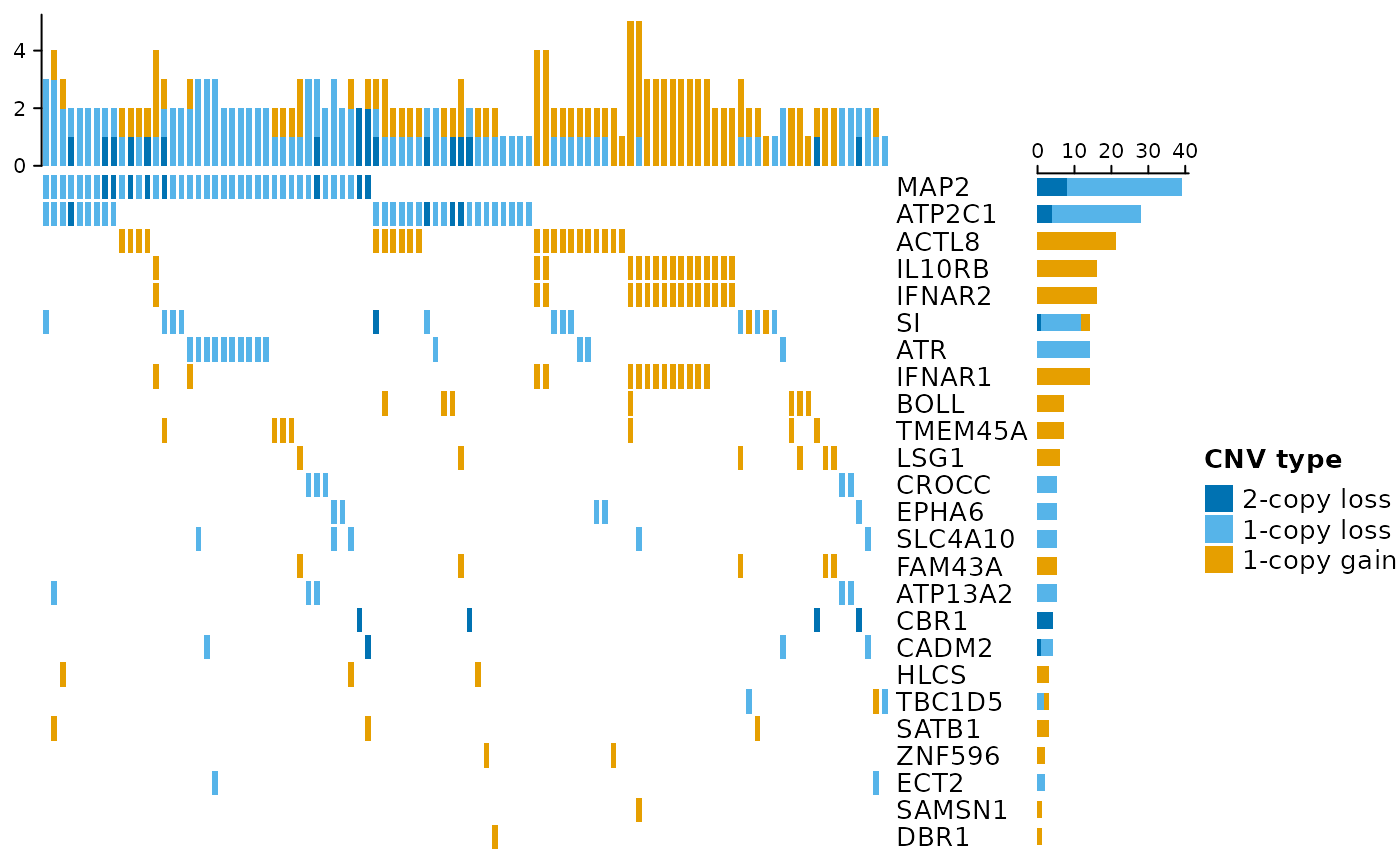 4
2
0
0 10 20 30 40
MAP2
ATP2C1
ACTL8
IL10RB
IFNAR2
SI
ATR
IFNAR1
BOLL
TMEM45A
LSG1
CROCC
EPHA6
SLC4A10
FAM43A
ATP13A2
CBR1
CADM2
HLCS
TBC1D5
SATB1
ZNF596
ECT2
SAMSN1
DBR1
CNV type
2-copy loss
1-copy loss
1-copy gain